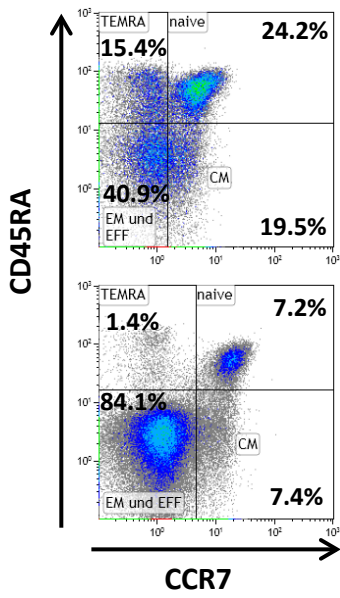 TEMRA naive
15.4% 24.2%
10³
10²
10¹
10⁰
CM
40.9%
EM und
EFF
19.5%
10⁰ 10¹ 10² 10³
CD45RA
TEMRA naive
1.4% 7.2%
10³
10²
84.1%
10¹
10⁰
CM
EM und EFF
7.4%
10⁰ 10¹ 10² 10³
CCR7